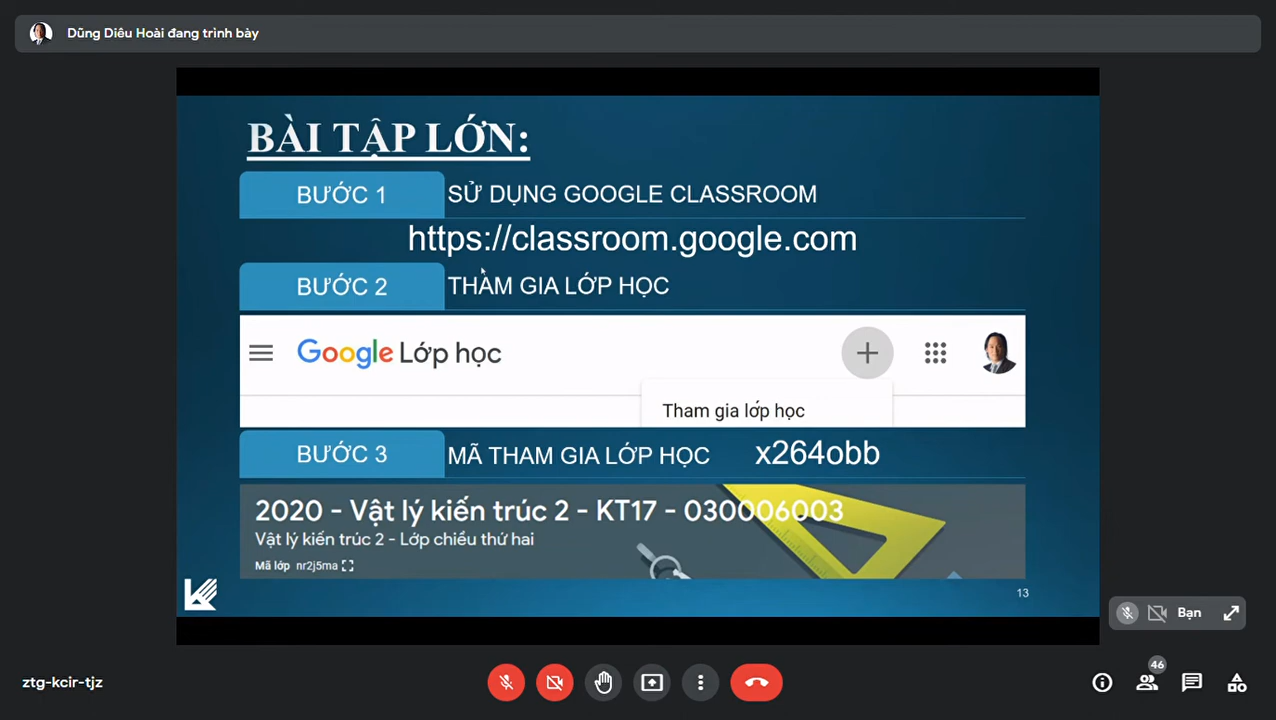 Dũng Diêu Hoài đang trình bày
BÀI TẬP LỚN:
BƯỚC 1 SỬ DỤNG GOOGLE CLASSROOM
https://classroom.google.com
BƯỚC 2 THAM GIA LỚP HỌC
Google Lớp học
Tham gia lớp học
BƯỚC 3 MÃ THAM GIA LỚP HỌC x264obb
2020 - Vật lý kiến trúc 2 - KT17 - 030006003
Vật lý kiến trúc 2 - Lớp chiều thứ hai
Mã lớp nr2j5ma
13
Bạn
46
ztg-kcir-tjz